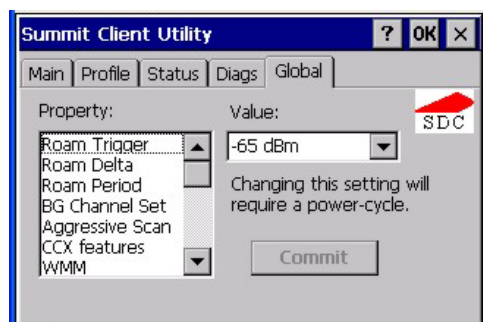 Summit Client Utility ? OK ×
Main Profile Status Diags Global
Property:
Value:
SDC
Roam Trigger
Roam Delta
Roam Period
BG Channel Set
Aggressive Scan
CCX features
WMM
-65 dBm
Changing this setting will
require a power-cycle.
Commit